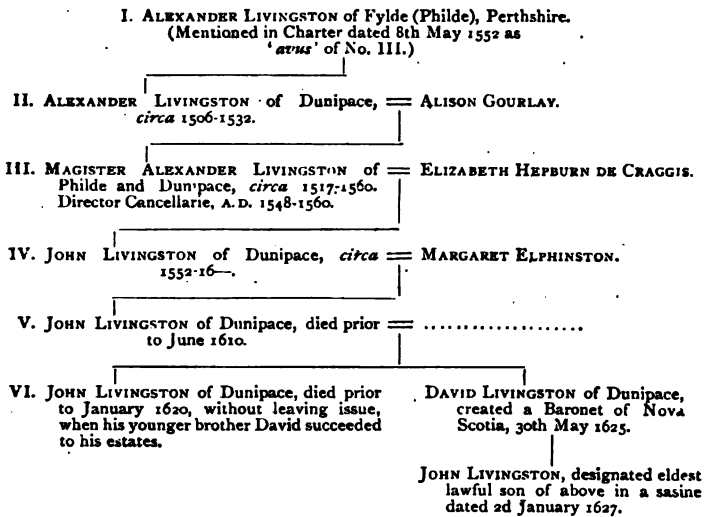 I. ALEXANDER LIVINGSTON of Fylde (Philde), Perthshire.
(Mentioned in Charter dated 8th May 1552 as
'avus' of No. III.)
II. ALEXANDER LIVINGSTON of Dunipace, = ALISON GOURLAY.
circa 1506-1532.
III. MAGISTER ALEXANDER LIVINGSTON of = ELIZABETH HEPBURN DE CRAGGIS.
Philde and Dunipace, circa 1517-1560.
Director Cancellarie, A.D. 1548-1560.
IV. JOHN LIVINGSTON of Dunipace, circa = MARGARET ELPHINSTON.
1552-16—.
V. JOHN LIVINGSTON of Dunipace, died prior = .....................
to June 1610.
VI. JOHN LIVINGSTON of Dunipace, died prior
to January 1620, without leaving issue,
when his younger brother David succeeded
to his estates.
DAVID LIVINGSTON of Dunipace,
created a Baronet of Nova
Scotia, 30th May 1625.
JOHN LIVINGSTON, designated eldest
lawful son of above in a sasine
dated 2d January 1627.